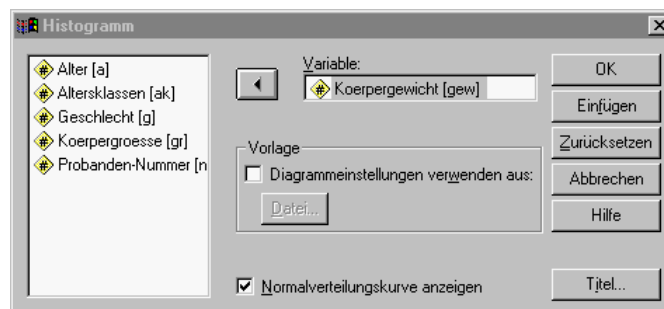 Histogramm
Alter [a]
Altersklassen [ak]
Geschlecht [g]
Koerpergroesse [gr]
Probanden-Nummer [n
Variable:
Koerpergewicht [gew]
Vorlage
Diagrammeinstellungen verwenden aus:
Datei...
Normalverteilungskurve anzeigen
OK
Einfügen
Zurücksetzen
Abbrechen
Hilfe
Titel...